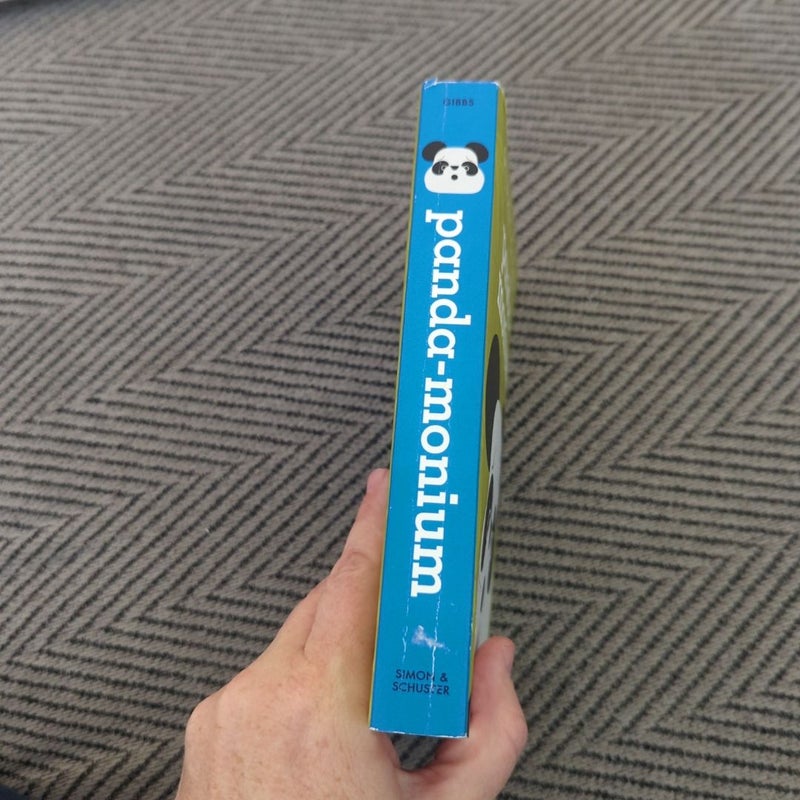 GIBBS
panda-monium
SIMON &
SCHUSTER